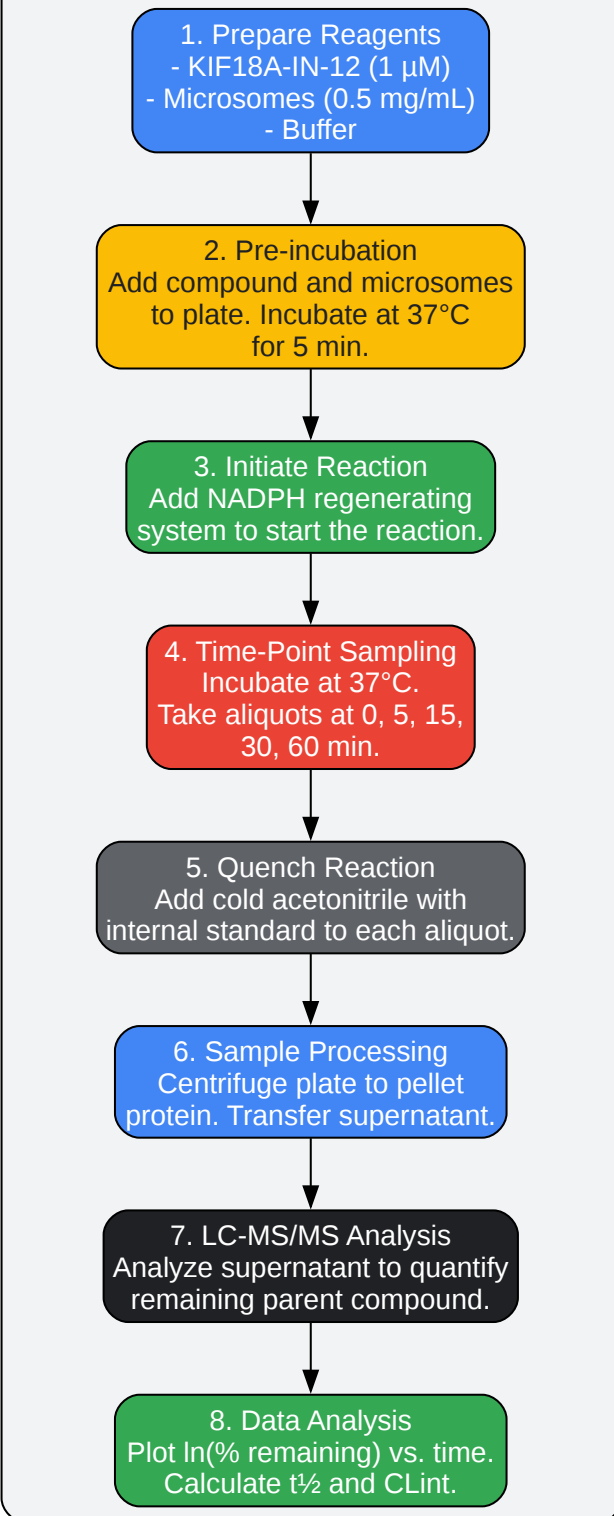 1. Prepare Reagents
- KIF18A-IN-12 (1 µM)
- Microsomes (0.5 mg/mL)
- Buffer
2. Pre-incubation
Add compound and microsomes
to plate. Incubate at 37°C
for 5 min.
3. Initiate Reaction
Add NADPH regenerating
system to start the reaction.
4. Time-Point Sampling
Incubate at 37°C.
Take aliquots at 0, 5, 15,
30, 60 min.
5. Quench Reaction
Add cold acetonitrile with
internal standard to each aliquot.
6. Sample Processing
Centrifuge plate to pellet
protein. Transfer supernatant.
7. LC-MS/MS Analysis
Analyze supernatant to quantify
remaining parent compound.
8. Data Analysis
Plot ln(% remaining) vs. time.
Calculate t½ and CLint.